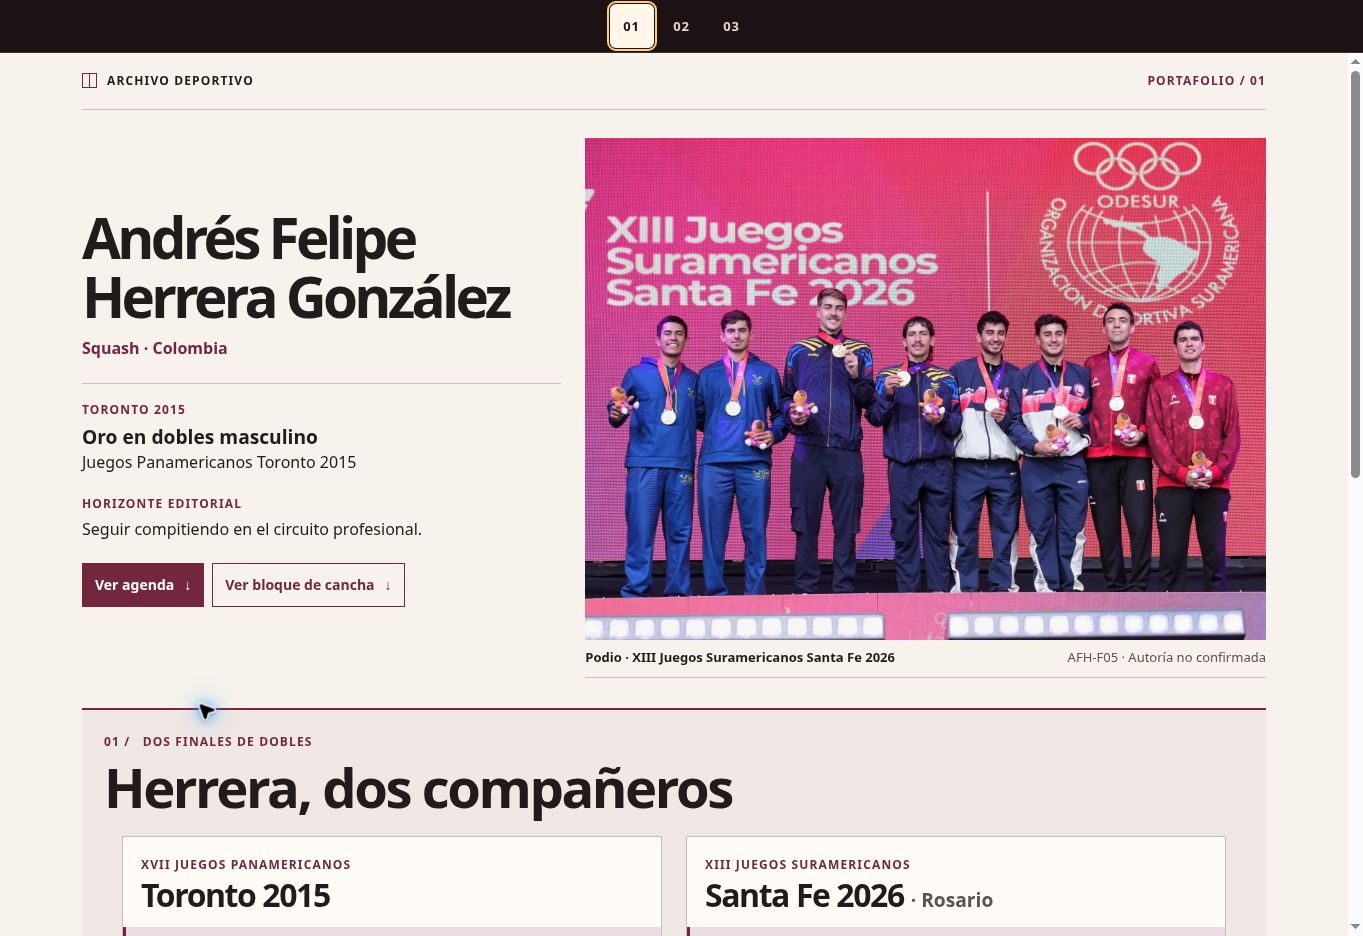 01 02 03
ARCHIVO DEPORTIVO
PORTAFOLIO / 01
Andrés Felipe
Herrera González
Squash · Colombia
TORONTO 2015
Oro en dobles masculino
Juegos Panamericanos Toronto 2015
HORIZONTE EDITORIAL
Seguir compitiendo en el circuito profesional.
Ver agenda ↓
Ver bloque de cancha ↓
XIII Juegos
Suramericanos
Santa Fe 2026
ODESUR
ORGANIZACION DEPORTIVA SURAMERICANA
Podio · XIII Juegos Suramericanos Santa Fe 2026
AFH-F05 · Autoría no confirmada
01 / DOS FINALES DE DOBLES
Herrera, dos compañeros
XVII JUEGOS PANAMERICANOS
Toronto 2015
XIII JUEGOS SURAMERICANOS
Santa Fe 2026 · Rosario